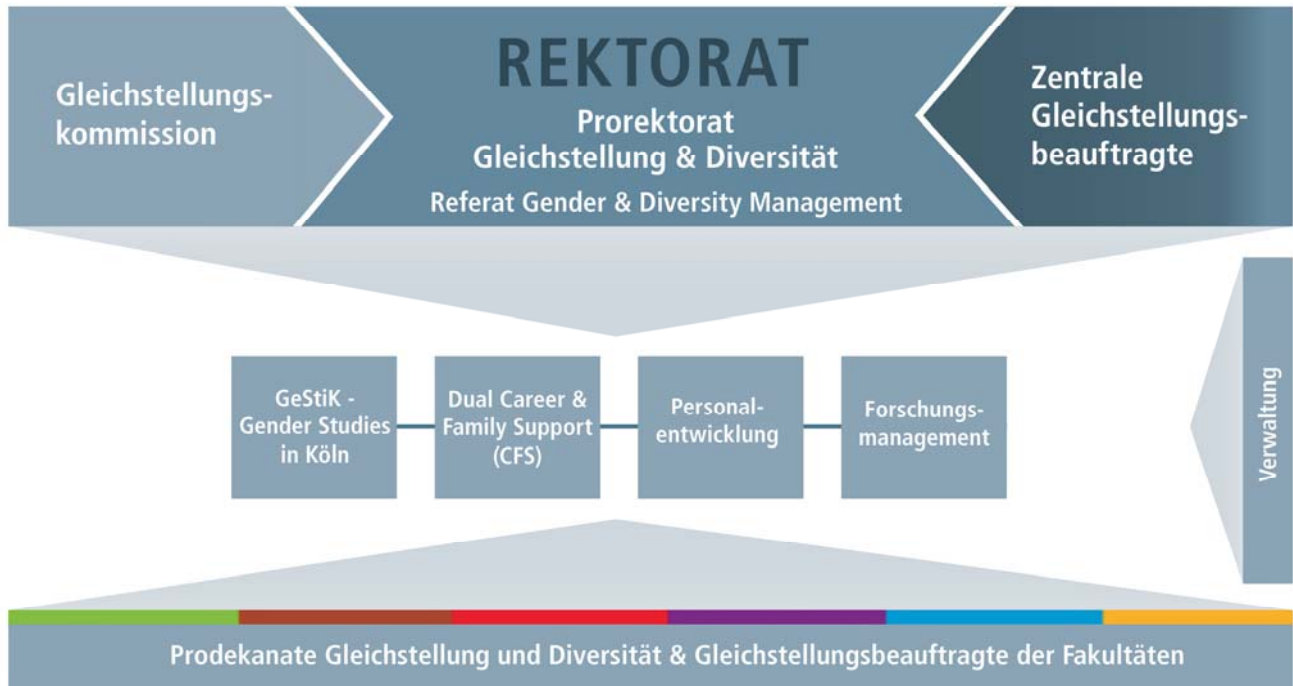 Gleichstellungs-
kommission
REKTORAT
Prorektorat
Gleichstellung & Diversität
Referat Gender & Diversity Management
Zentrale
Gleichstellungs-
beauftragte
GeStiK -
Gender Studies
in Köln
Dual Career &
Family Support
(CFS)
Personal-
entwicklung
Forschungs-
management
Verwaltung
Prodekanate Gleichstellung und Diversität & Gleichstellungsbeauftragte der Fakultäten